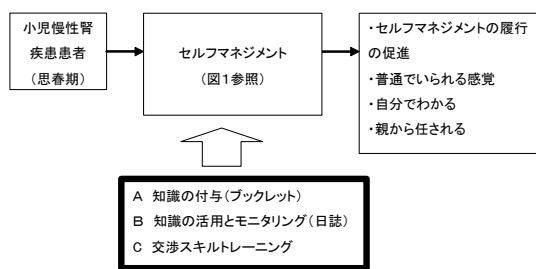 小児慢性腎
疾患患者
(思春期)
セルフマネジメント
(図1参照)
・セルフマネジメントの履行
の促進
・普通でいられる感覚
・自分でわかる
・親から任される
A 知識の付与(ブックレット)
B 知識の活用とモニタリング(日誌)
C 交渉スキルトレーニング